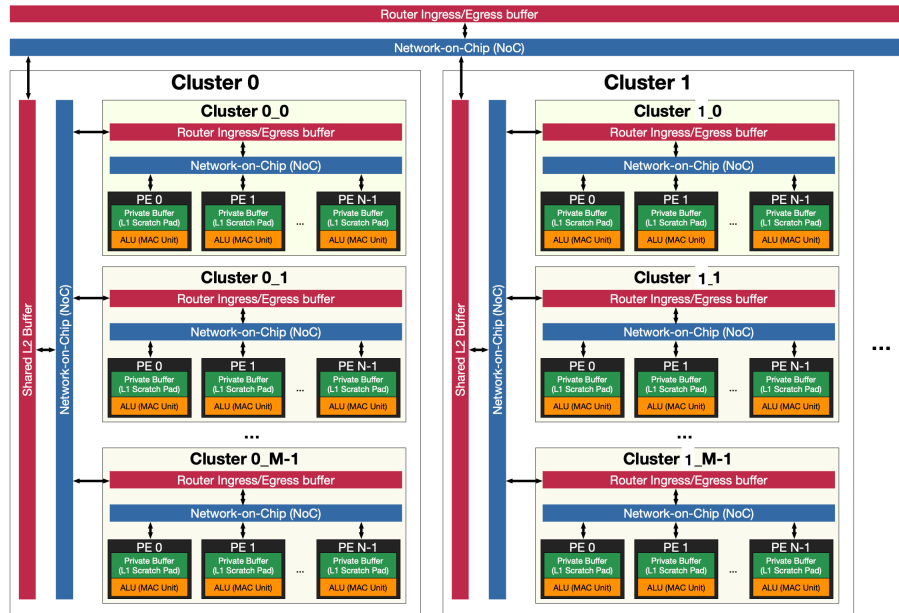 Router Ingress/Egress buffer
Network-on-Chip (NoC)
Cluster 0
Shared L2 Buffer
Network-on-Chip (NoC)
Cluster 0_0
Router Ingress/Egress buffer
Network-on-Chip (NoC)
PE 0
Private Buffer
(L1 Scratch Pad)
ALU (MAC Unit)
PE 1
Private Buffer
(L1 Scratch Pad)
ALU (MAC Unit)
...
PE N-1
Private Buffer
(L1 Scratch Pad)
ALU (MAC Unit)
Cluster 0_1
Router Ingress/Egress buffer
Network-on-Chip (NoC)
PE 0
Private Buffer
(L1 Scratch Pad)
ALU (MAC Unit)
PE 1
Private Buffer
(L1 Scratch Pad)
ALU (MAC Unit)
...
PE N-1
Private Buffer
(L1 Scratch Pad)
ALU (MAC Unit)
...
Cluster 0_M-1
Router Ingress/Egress buffer
Network-on-Chip (NoC)
PE 0
Private Buffer
(L1 Scratch Pad)
ALU (MAC Unit)
PE 1
Private Buffer
(L1 Scratch Pad)
ALU (MAC Unit)
...
PE N-1
Private Buffer
(L1 Scratch Pad)
ALU (MAC Unit)
Cluster 1
Shared L2 Buffer
Network-on-Chip (NoC)
Cluster 1_0
Router Ingress/Egress buffer
Network-on-Chip (NoC)
PE 0
Private Buffer
(L1 Scratch Pad)
ALU (MAC Unit)
PE 1
Private Buffer
(L1 Scratch Pad)
ALU (MAC Unit)
...
PE N-1
Private Buffer
(L1 Scratch Pad)
ALU (MAC Unit)
Cluster 1_1
Router Ingress/Egress buffer
Network-on-Chip (NoC)
PE 0
Private Buffer
(L1 Scratch Pad)
ALU (MAC Unit)
PE 1
Private Buffer
(L1 Scratch Pad)
ALU (MAC Unit)
...
PE N-1
Private Buffer
(L1 Scratch Pad)
ALU (MAC Unit)
...
Cluster 1_M-1
Router Ingress/Egress buffer
Network-on-Chip (NoC)
PE 0
Private Buffer
(L1 Scratch Pad)
ALU (MAC Unit)
PE 1
Private Buffer
(L1 Scratch Pad)
ALU (MAC Unit)
...
PE N-1
Private Buffer
(L1 Scratch Pad)
ALU (MAC Unit)
...